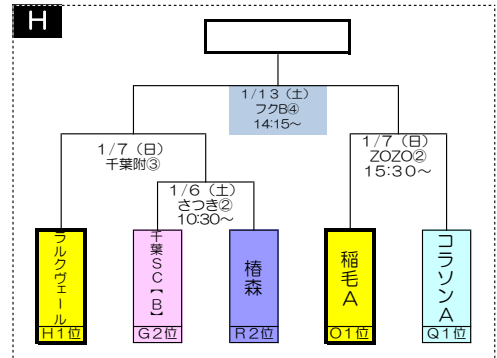 H
1/13（土）
フクB④
14:15～
1/7（日）
千葉附③
1/7（日）
ZOZO②
15:30～
1/6（土）
さつき②
10:30～
ラルクヴェール
千葉SC【B】
椿森
稲毛A
コラソンA
H1位
G2位
R2位
O1位
Q1位